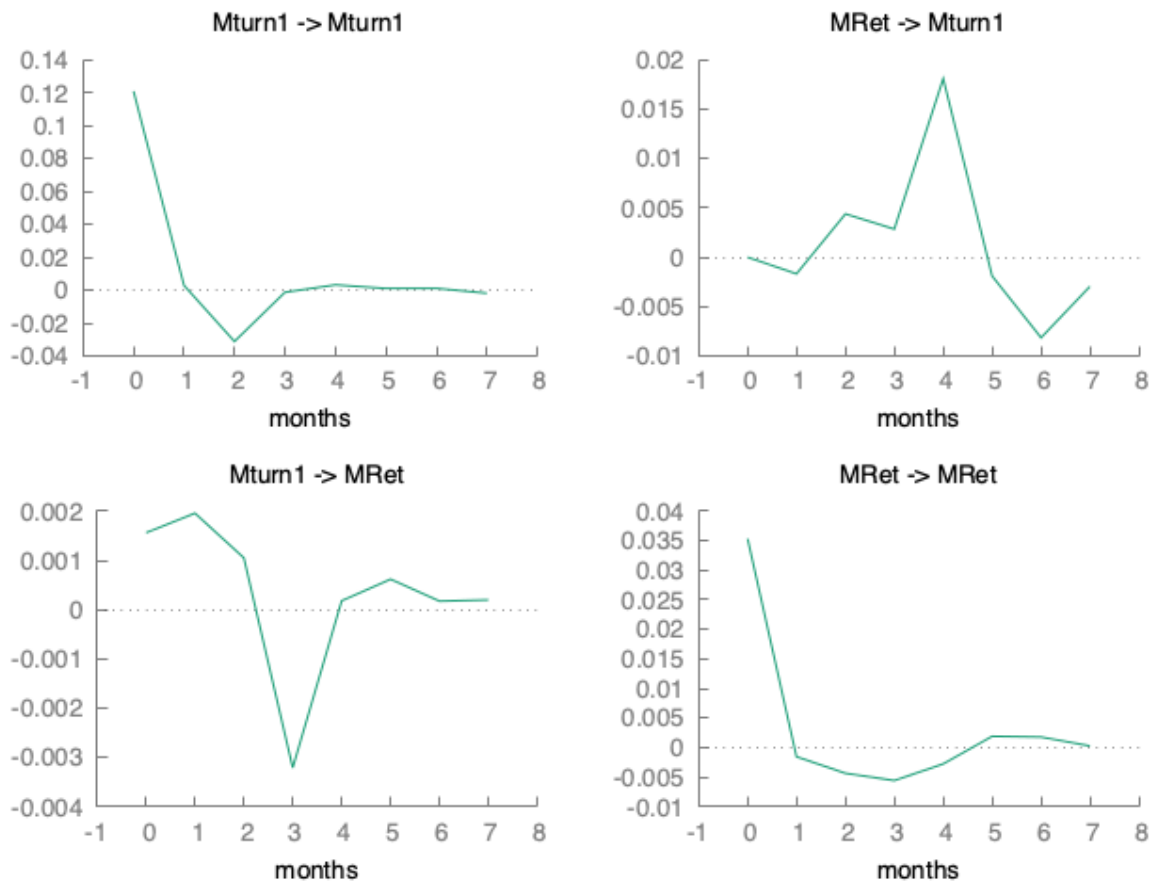 Mturn1 -> Mturn1
0.14
0.12
0.1
0.08
0.06
0.04
0.02
0
-0.02
-0.04
-1 0 1 2 3 4 5 6 7 8
months
MRet -> Mturn1
0.02
0.015
0.01
0.005
0
-0.005
-0.01
-1 0 1 2 3 4 5 6 7 8
months
Mturn1 -> MRet
0.002
0.001
0
-0.001
-0.002
-0.003
-0.004
-1 0 1 2 3 4 5 6 7 8
months
MRet -> MRet
0.04
0.035
0.03
0.025
0.02
0.015
0.01
0.005
0
-0.005
-0.01
-1 0 1 2 3 4 5 6 7 8
months